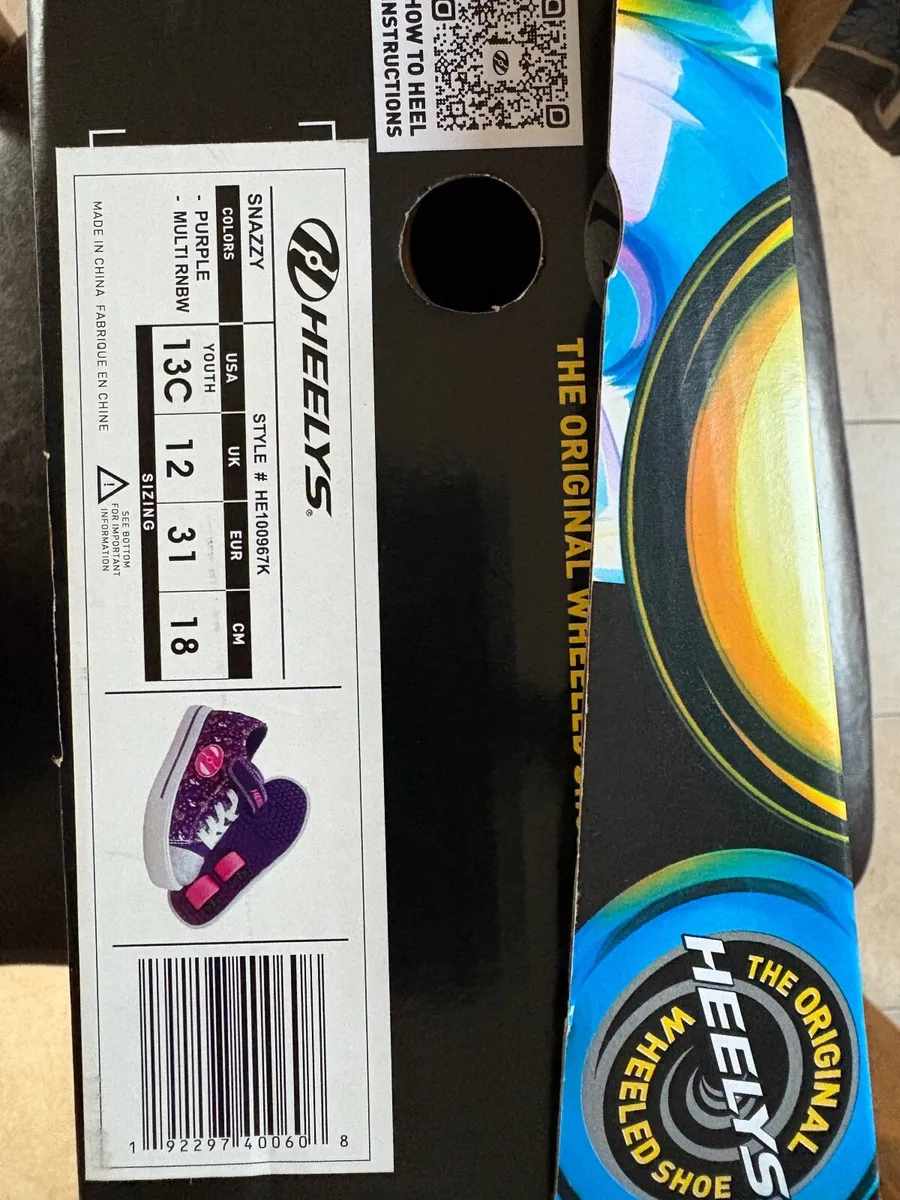 HOW TO HEEL
INSTRUCTIONS
HEELYS®
SNAZZY
STYLE # HE100967K
COLORS
- PURPLE
- MULTI RNBW
USA
UK
EUR
CM
YOUTH
13C
12
31
18
SIZING
MADE IN CHINA FABRIQUE EN CHINE
SEE BOTTOM
FOR IMPORTANT
INFORMATION
1 92297 40060 8
THE ORIGINAL WHEELED
THE ORIGINAL
HEELYS
WHEELED SHOE